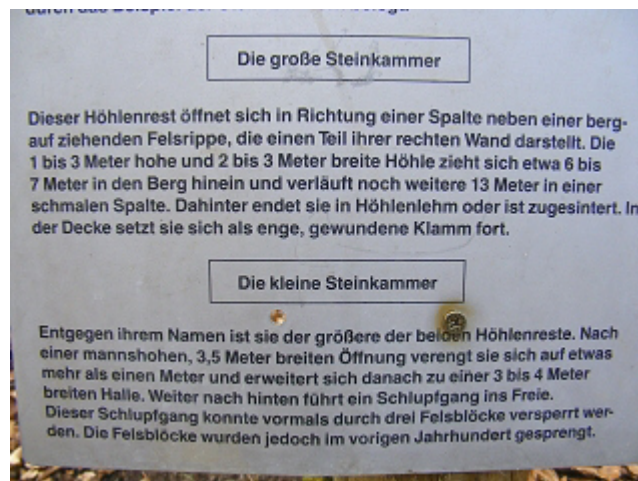 Die große Steinkammer
Dieser Höhlenrest öffnet sich in Richtung einer Spalte neben einer berg-
auf ziehenden Felsrippe, die einen Teil ihrer rechten Wand darstellt. Die
1 bis 3 Meter hohe und 2 bis 3 Meter breite Höhle zieht sich etwa 6 bis
7 Meter in den Berg hinein und verläuft noch weitere 13 Meter in einer
schmalen Spalte. Dahinter endet sie in Höhlenlehm oder ist zugesintert. In
der Decke setzt sie sich als enge, gewundene Klamm fort.
Die kleine Steinkammer
Entgegen ihrem Namen ist sie der größere der beiden Höhlenreste. Nach
einer mannshohen, 3,5 Meter breiten Öffnung verengt sie sich auf etwas
mehr als einen Meter und erweitert sich danach zu einer 3 bis 4 Meter
breiten Halle. Weiter nach hinten führt ein Schlupfgang ins Freie.
Dieser Schlupfgang konnte vormals durch drei Felsblöcke versperrt wer-
den. Die Felsblöcke wurden jedoch im vorigen Jahrhundert gesprengt.